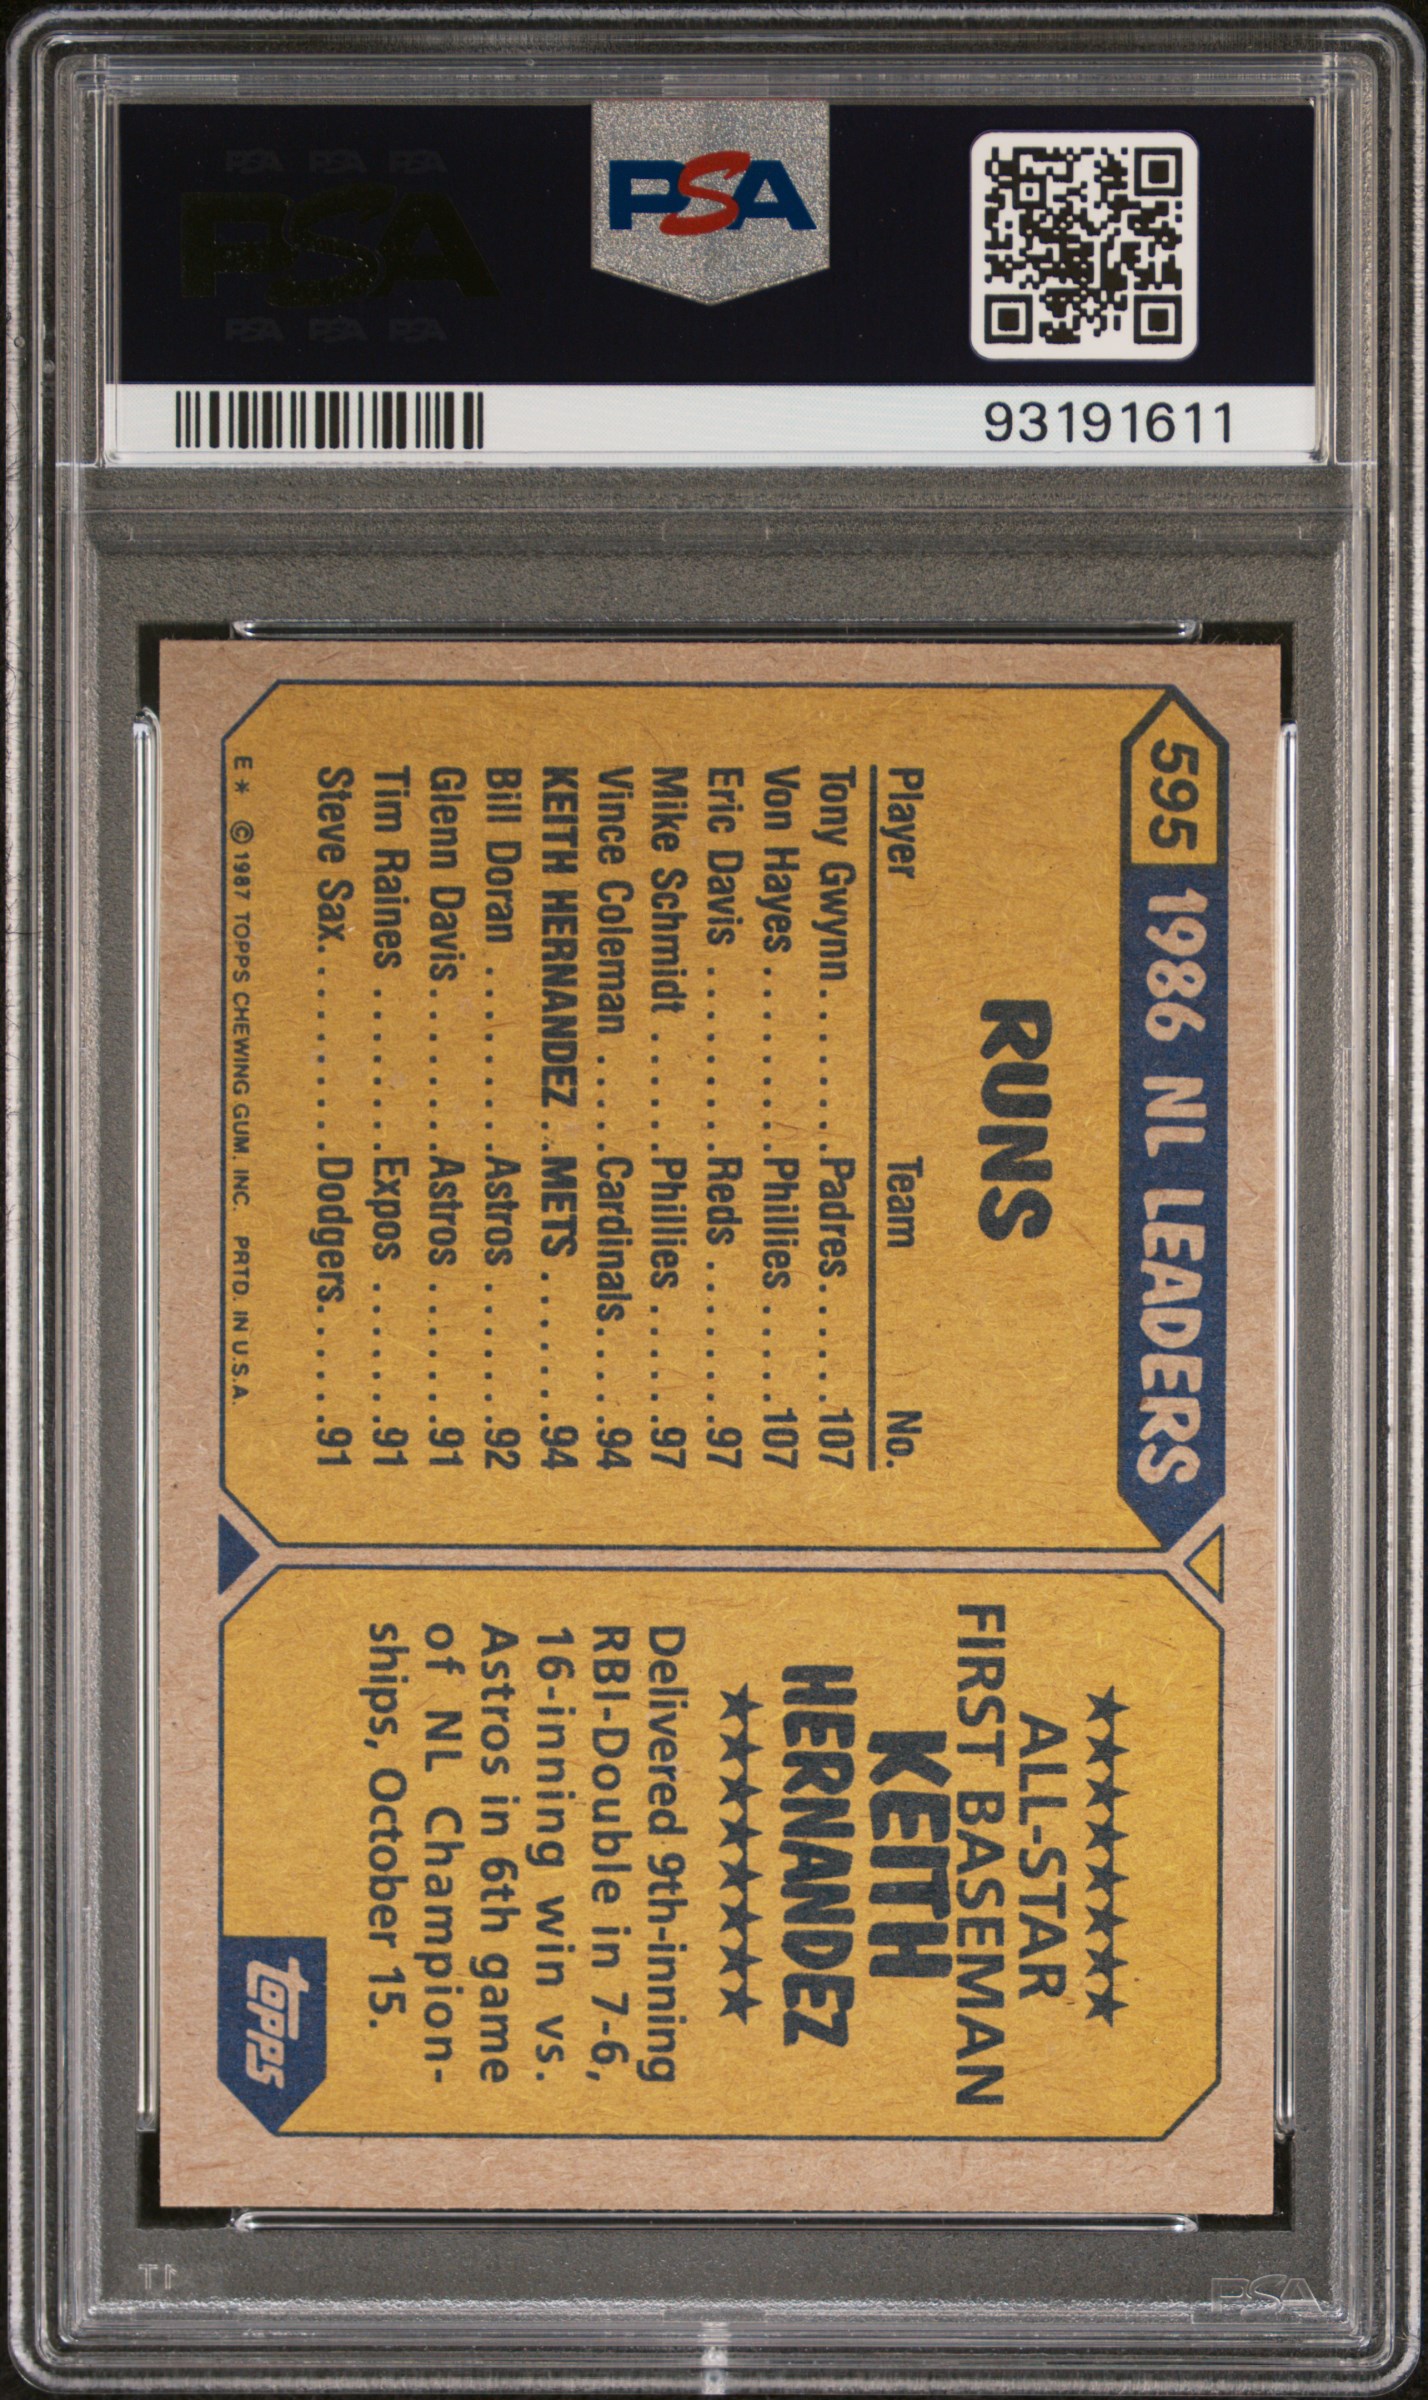 PSA PSA PSA
PSA
PSA PSA PSA
PSA
93191611
595 1986 NL LEADERS
RUNS
Player Team No.
Tony Gwynn........Padres......107
Von Hayes..........Phillies.....107
Eric Davis.........Reds........97
Mike Schmidt......Phillies......97
Vince Coleman.....Cardinals....94
KEITH HERNANDEZ..METS.......94
Bill Doran........Astros.......92
Glenn Davis.......Astros......91
Tim Raines.......Expos.......91
Steve Sax.........Dodgers.....91
E* © 1987 TOPPS CHEWING GUM, INC. PRTD. IN U.S.A.
★★★★★★★
ALL-STAR
FIRST BASEMAN
KEITH
HERNANDEZ
★★★★★★★
Delivered 9th-inning
RBI-Double in 7-6,
16-inning win vs.
Astros in 6th game
of NL Champion-
ships, October 15.
topps
PSA